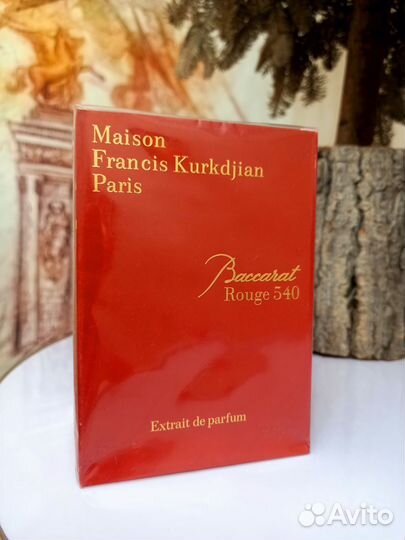 Maison
Francis Kurkdjian
Paris
Baccarat
Rouge 540
Extrait de parfum
Avito